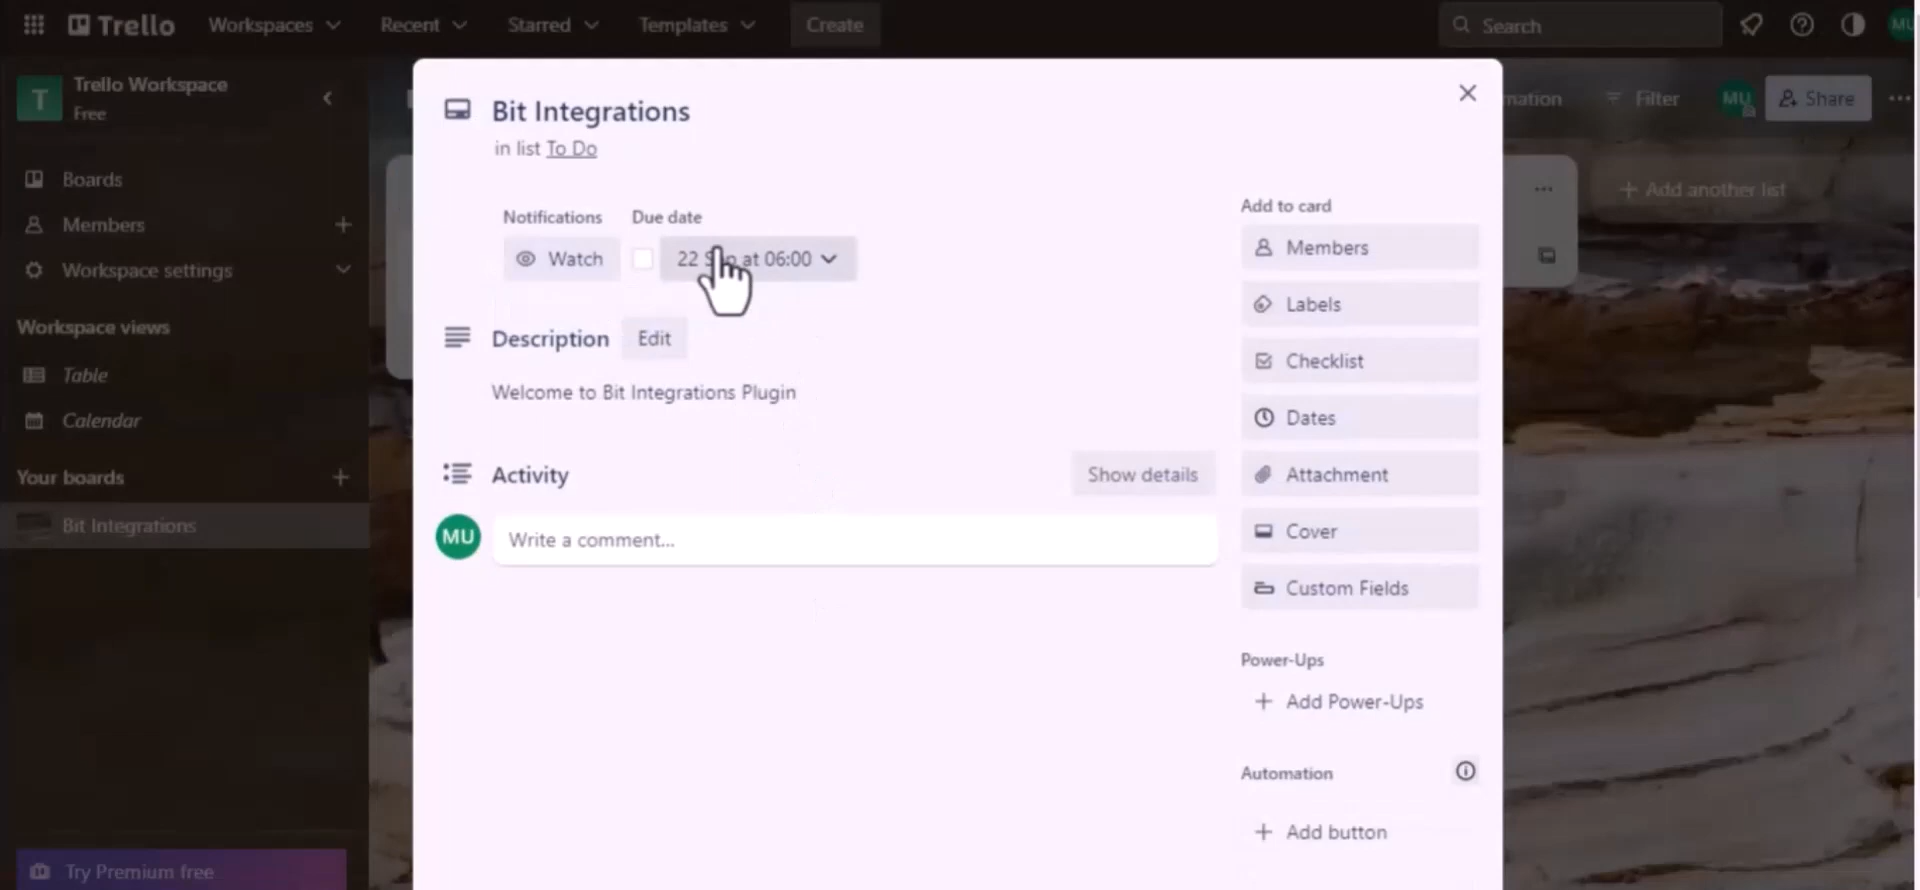 Trello
Workspaces
Recent
Starred
Templates
Create
Search
Trello Workspace
Free
Boards
Members
Workspace settings
Workspace views
Table
Calendar
Your boards
Bit Integrations
Try Premium free
Filter
MU
Share
Add another list
Bit Integrations
in list To Do
Notifications
Due date
Watch
22 at 06:00
Description
Edit
Welcome to Bit Integrations Plugin
Activity
Show details
MU
Write a comment...
Add to card
Members
Labels
Checklist
Dates
Attachment
Cover
Custom Fields
Power-Ups
Add Power-Ups
Automation
Add button